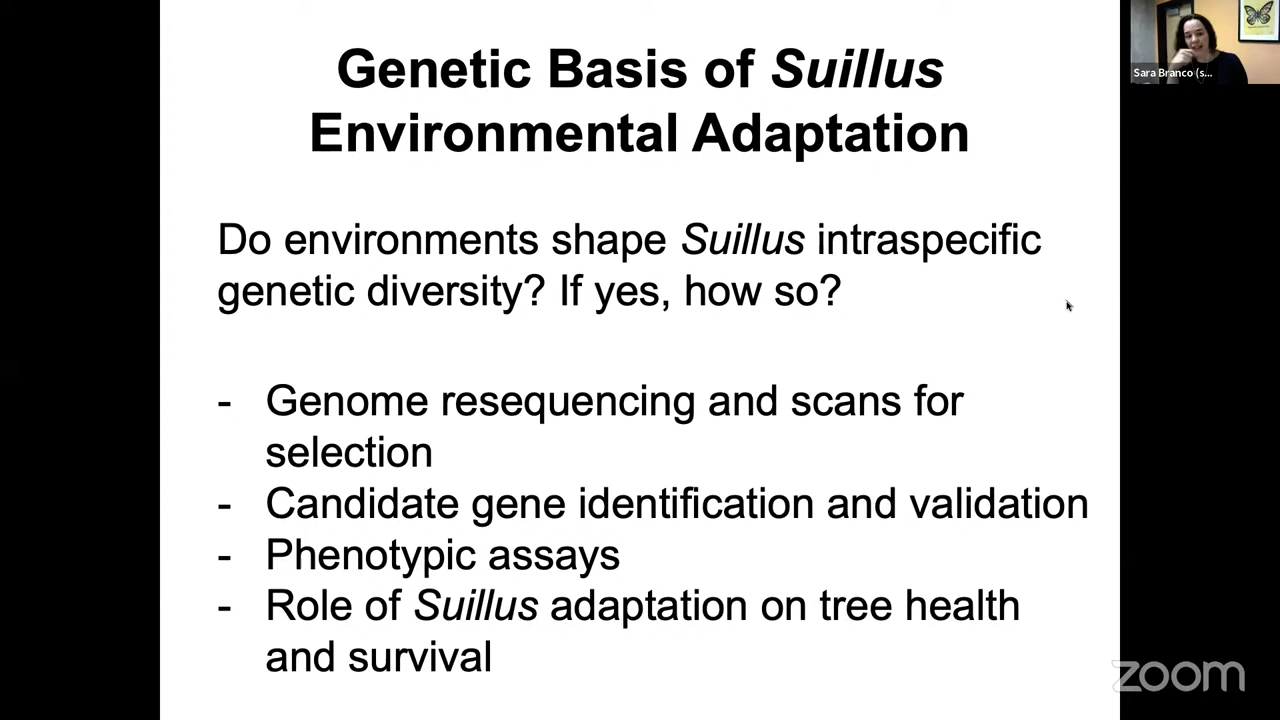 Genetic Basis of Suillus
Environmental Adaptation
Sara Branco (s...
Do environments shape Suillus intraspecific
genetic diversity? If yes, how so?
- Genome resequencing and scans for
selection
- Candidate gene identification and validation
- Phenotypic assays
- Role of Suillus adaptation on tree health
and survival
zoom